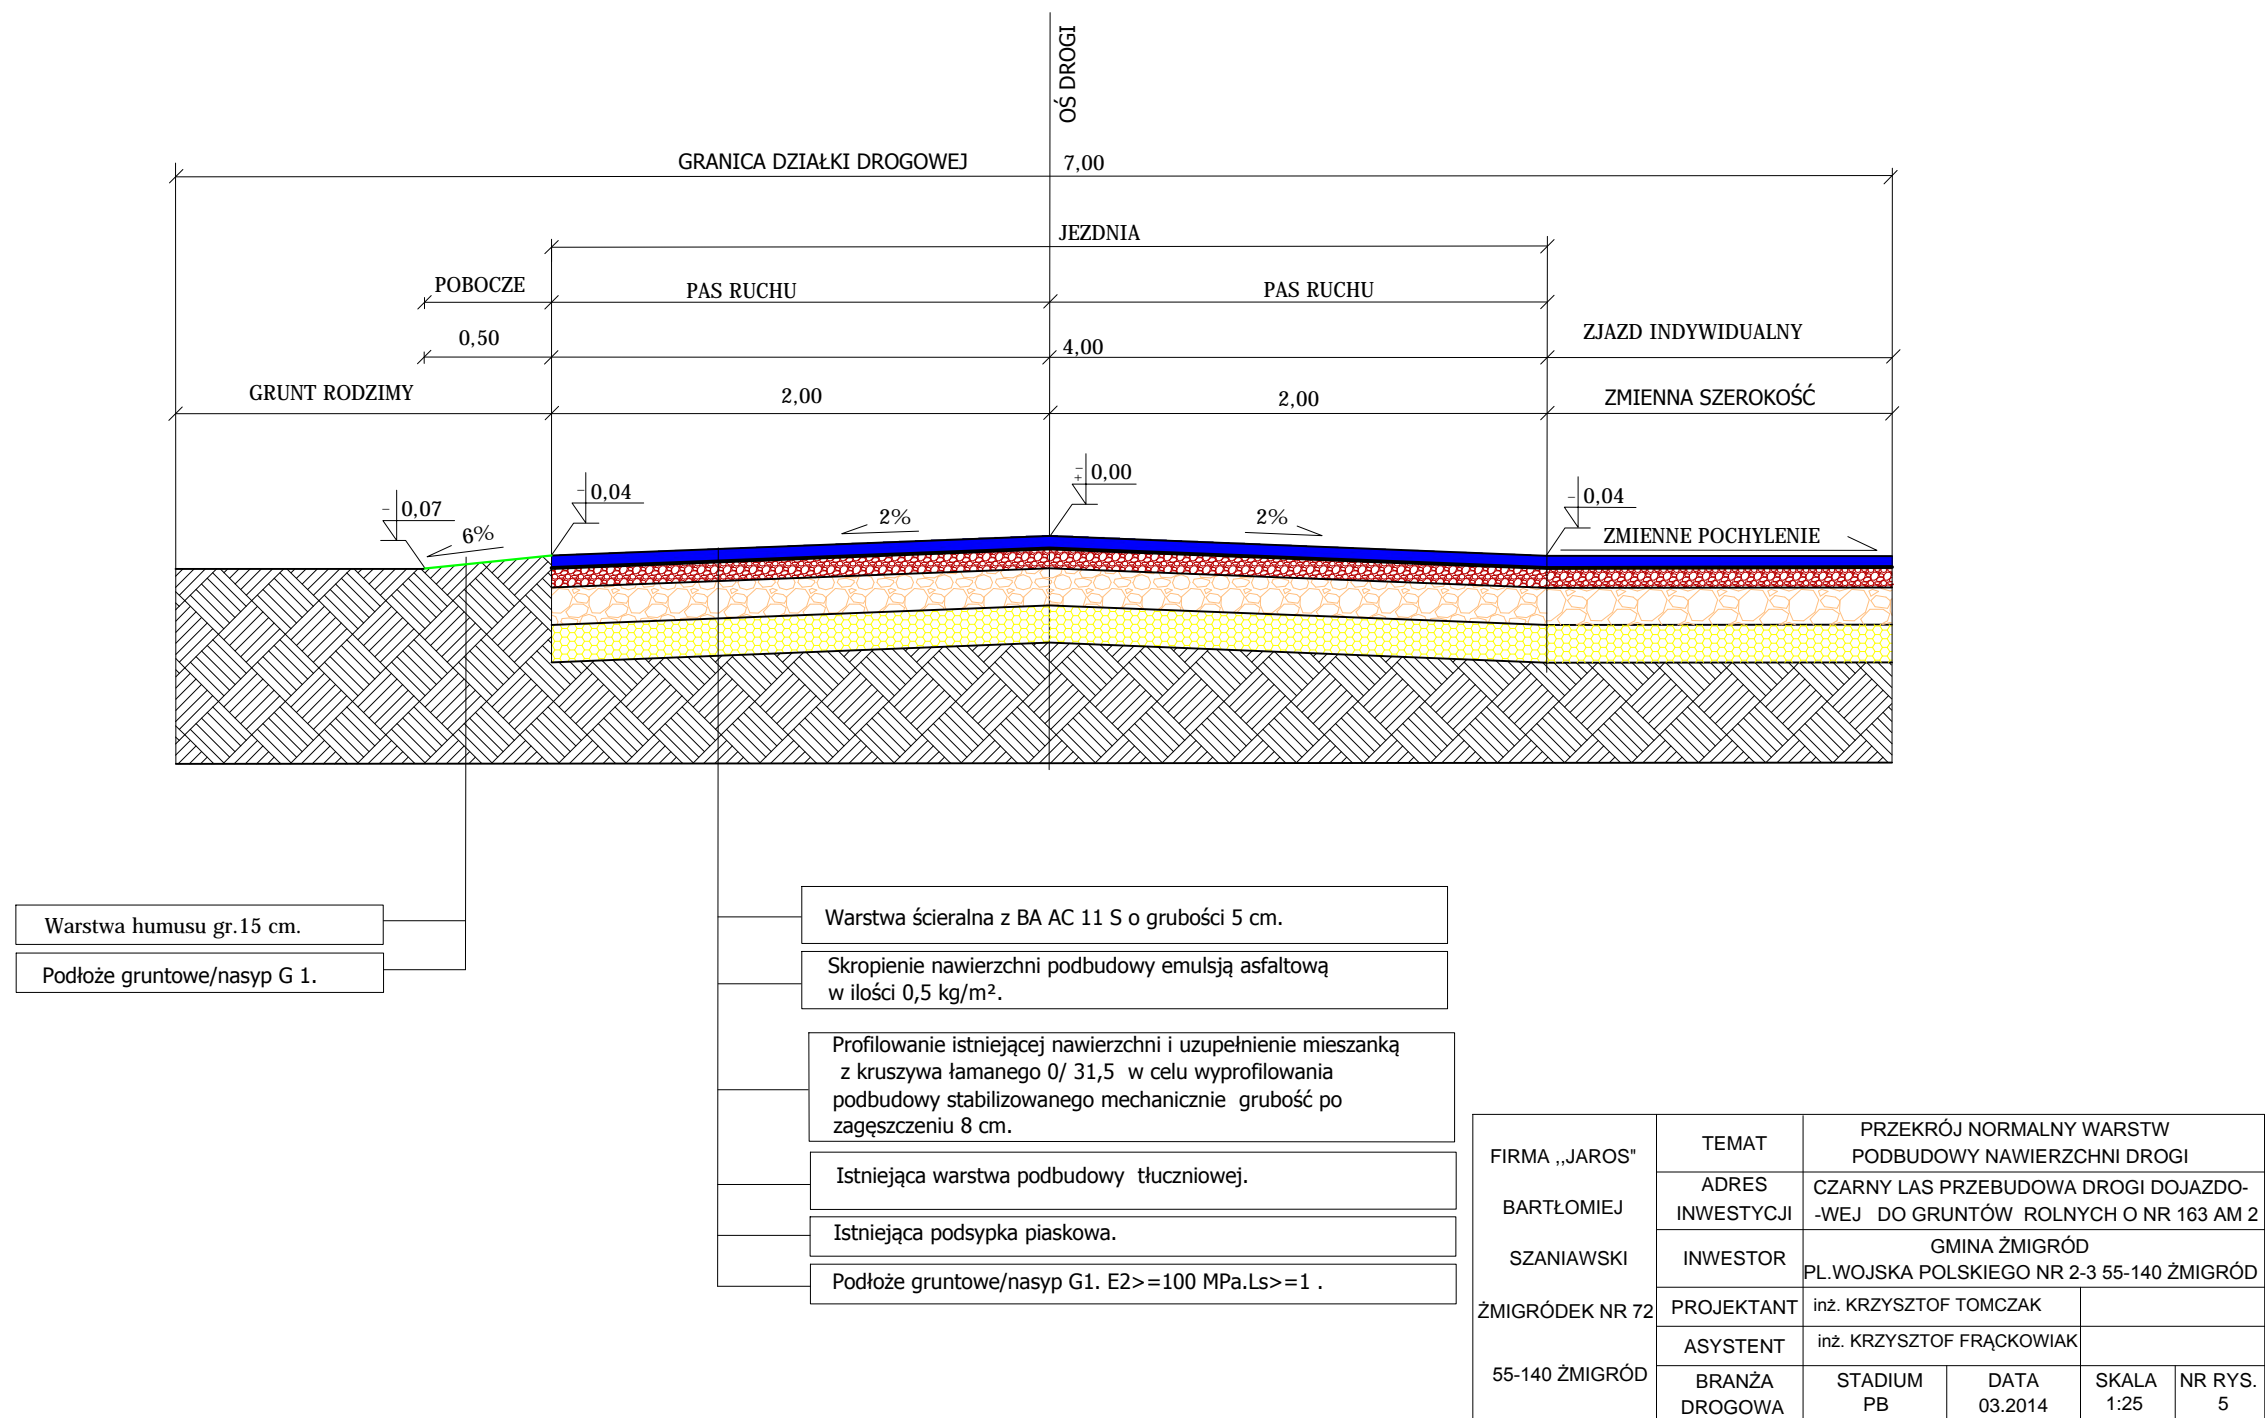 OŚ DROGI
GRANICA DZIAŁKI DROGOWEJ
7,00
JEZDNIA
POBOCZE
PAS RUCHU
PAS RUCHU
0,50
4,00
ZJAZD INDYWIDUALNY
GRUNT RODZIMY
2,00
2,00
ZMIENNA SZEROKOŚĆ
- 0,07
- 0,04
-+ 0,00
- 0,04
6%
2%
2%
ZMIENNE POCHYLENIE
Warstwa humusu gr.15 cm.
Podłoże gruntowe/nasyp G 1.
Warstwa ścieralna z BA AC 11 S o grubości 5 cm.
Skropienie nawierzchni podbudowy emulsją asfaltową
w ilości 0,5 kg/m².
Profilowanie istniejącej nawierzchni i uzupełnienie mieszanką
z kruszywa łamanego 0/ 31,5 w celu wyprofilowania
podbudowy stabilizowanego mechanicznie grubość po
zagęszczeniu 8 cm.
Istniejąca warstwa podbudowy tłuczniowej.
Istniejąca podsypka piaskowa.
Podłoże gruntowe/nasyp G1. E2>=100 MPa.Ls>=1 .
FIRMA ,,JAROS"
BARTŁOMIEJ
SZANIAWSKI
ŻMIGRÓDEK NR 72
55-140 ŻMIGRÓD
TEMAT
PRZEKRÓJ NORMALNY WARSTW
PODBUDOWY NAWIERZCHNI DROGI
ADRES
INWESTYCJI
CZARNY LAS PRZEBUDOWA DROGI DOJAZDO-
-WEJ DO GRUNTÓW ROLNYCH O NR 163 AM 2
INWESTOR
GMINA ŻMIGRÓD
PL.WOJSKA POLSKIEGO NR 2-3 55-140 ŻMIGRÓD
PROJEKTANT
inż. KRZYSZTOF TOMCZAK
ASYSTENT
inż. KRZYSZTOF FRĄCKOWIAK
BRANŻA
DROGOWA
STADIUM
PB
DATA
03.2014
SKALA
1:25
NR RYS.
5